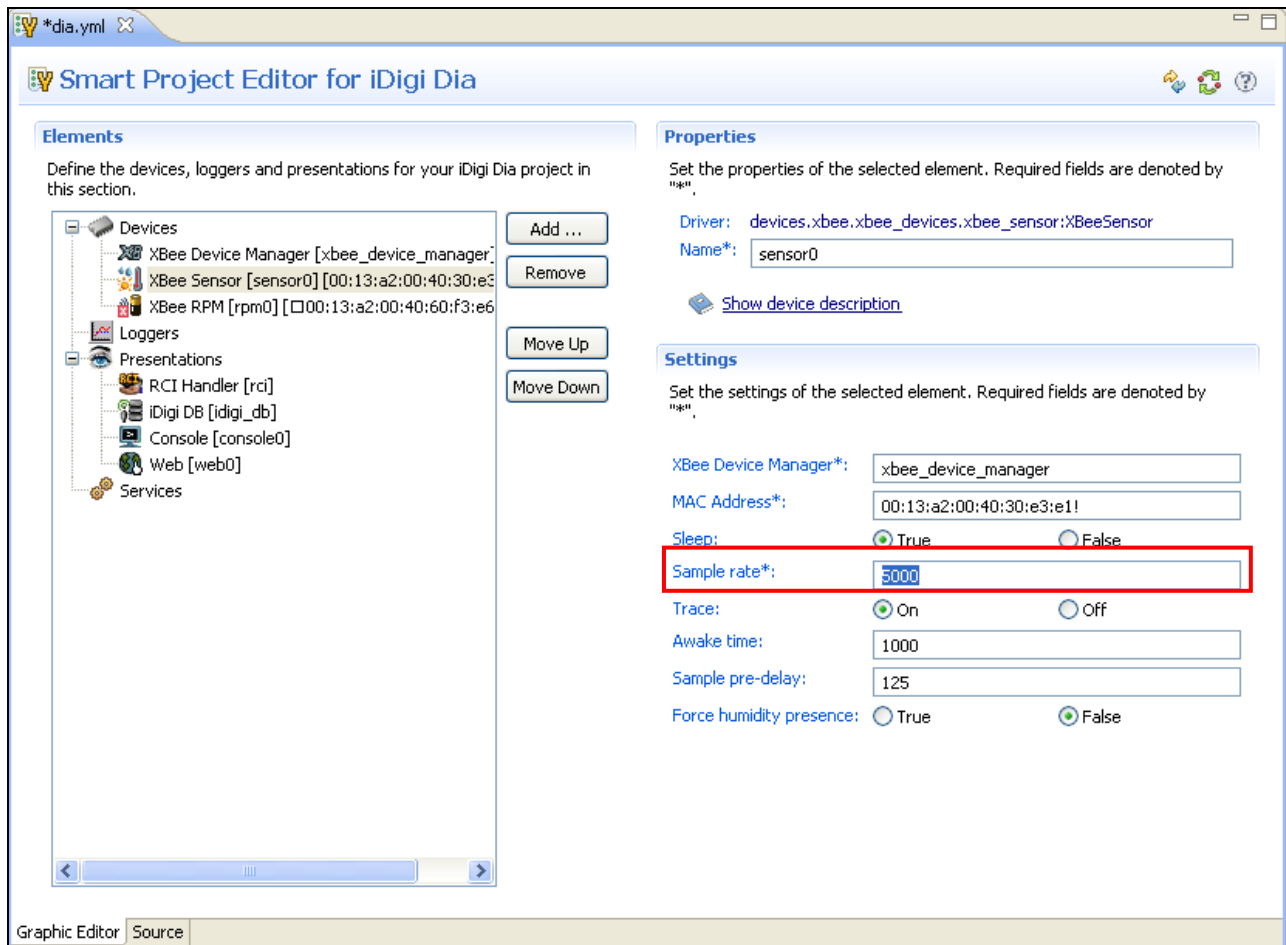 *dia.yml
Smart Project Editor for iDigi Dia
Elements
Define the devices, loggers and presentations for your iDigi Dia project in
this section.
Devices
XBee Device Manager [xbee_device_manager]
XBee Sensor [sensor0] [00:13:a2:00:40:30:e3
XBee RPM [rpm0] [☐00:13:a2:00:40:60:f3:e6
Loggers
Presentations
RCI Handler [rci]
iDigi DB [idigi_db]
Console [console0]
Web [web0]
Services
Add ...
Remove
Move Up
Move Down
Properties
Set the properties of the selected element. Required fields are denoted by
"*".
Driver: devices.xbee.xbee_devices.xbee_sensor:XBeeSensor
Name*: sensor0
Show device description
Settings
Set the settings of the selected element. Required fields are denoted by
"*".
XBee Device Manager*: xbee_device_manager
MAC Address*: 00:13:a2:00:40:30:e3:e1!
Sleep: True False
Sample rate*: 5000
Trace: On Off
Awake time: 1000
Sample pre-delay: 125
Force humidity presence: True False
Graphic Editor Source